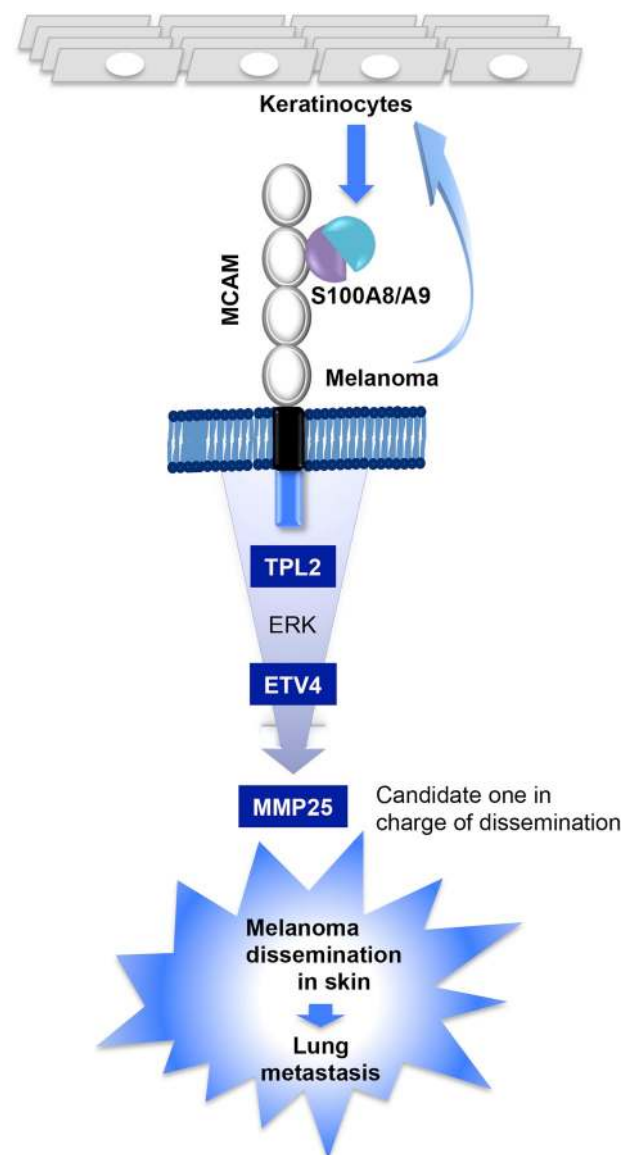 Keratinocytes
MCAM
S100A8/A9
Melanoma
TPL2
ERK
ETV4
MMP25
Candidate one in
charge of dissemination
Melanoma
dissemination
in skin
Lung
metastasis